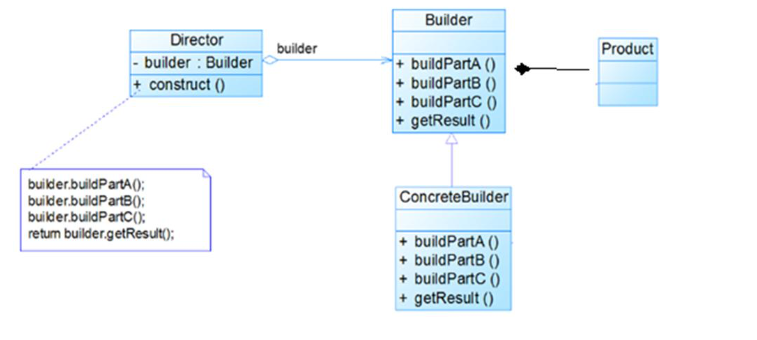 Director
- builder : Builder
+ construct ()
builder
Builder
+ buildPartA ()
+ buildPartB ()
+ buildPartC ()
+ getResult ()
Product
builder.buildPartA();
builder.buildPartB();
builder.buildPartC();
return builder.getResult();
ConcreteBuilder
+ buildPartA ()
+ buildPartB ()
+ buildPartC ()
+ getResult ()